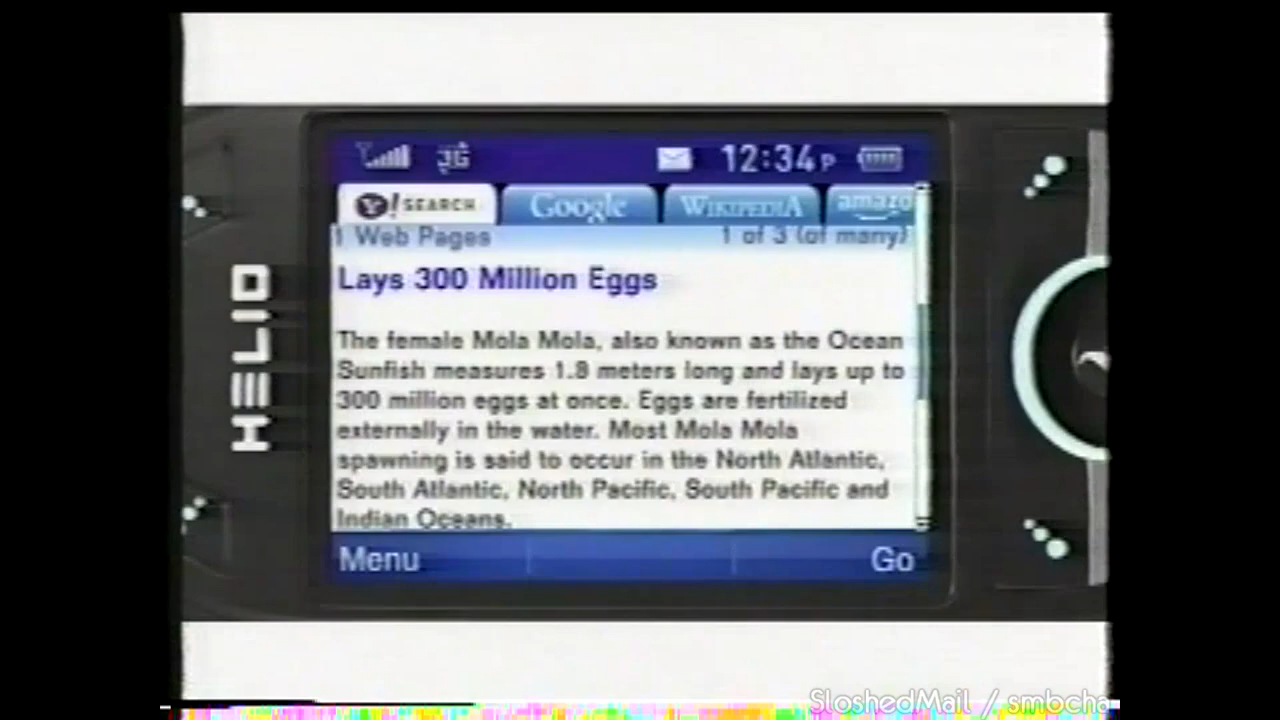 3G 12:34P
Y! SEARCH Google WIKIPEDIA amazo
1 Web Pages 1 of 3 (of many)
Lays 300 Million Eggs
The female Mola Mola, also known as the Ocean
Sunfish measures 1.8 meters long and lays up to
300 million eggs at once. Eggs are fertilized
externally in the water. Most Mola Mola
spawning is said to occur in the North Atlantic,
South Atlantic, North Pacific, South Pacific and
Indian Oceans.
Menu Go
HELIO
SloshedMail / smbcha